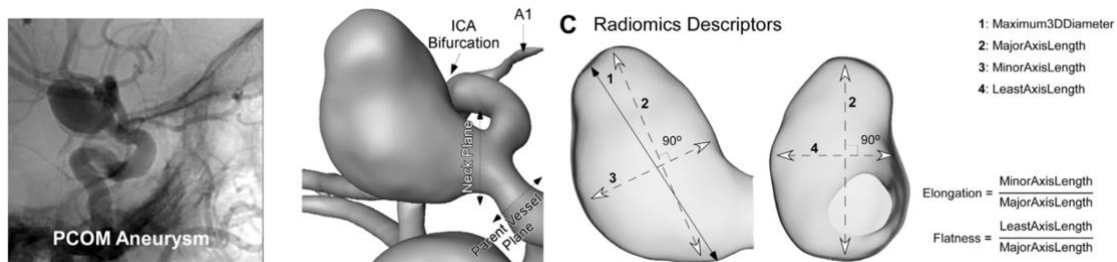 PCOM Aneurysm
ICA
Bifurcation
A1
Neck Plane
Parent Vessel
Plane
C Radiomics Descriptors
1
2
3
90º
2
4
90º
1: Maximum3DDiameter
2: MajorAxisLength
3: MinorAxisLength
4: LeastAxisLength
Elongation = MinorAxisLength
MajorAxisLength
Flatness = LeastAxisLength
MajorAxisLength